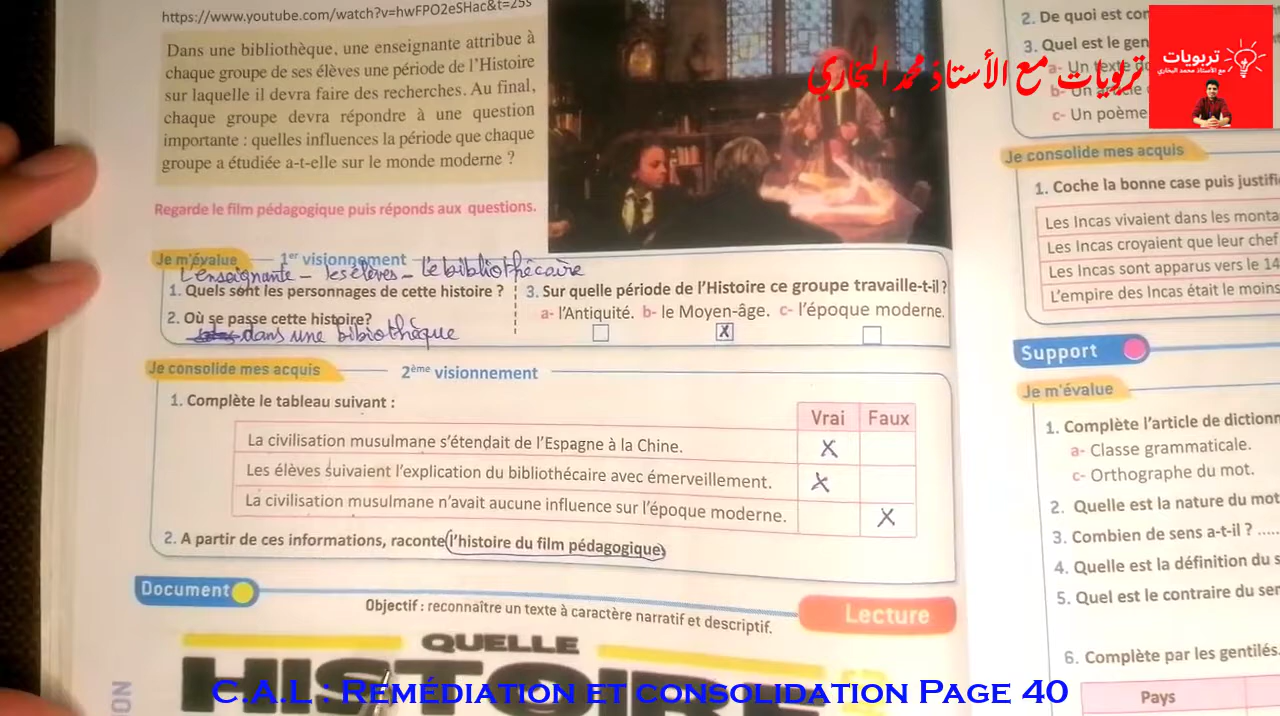 https://www.youtube.com/watch?v=hwFPO2eSHac&t=25s
Dans une bibliothèque, une enseignante attribue à
chaque groupe de ses élèves une période de l'Histoire
sur laquelle il devra faire des recherches. Au final,
chaque groupe devra répondre à une question
importante : quelles influences la période que chaque
groupe a étudiée a-t-elle sur le monde moderne ?
Regarde le film pédagogique puis réponds aux questions.
Je m'évalue
1er visionnement
L'enseignante - les élèves - le bibliothécaire
1. Quels sont les personnages de cette histoire ?
2. Où se passe cette histoire?
dans une bibiothèque
3. Sur quelle période de l'Histoire ce groupe travaille-t-il ?
a- l'Antiquité. b- le Moyen-âge. c- l'époque moderne.
X
Je consolide mes acquis
2ème visionnement
1. Complète le tableau suivant :
Vrai Faux
La civilisation musulmane s'étendait de l'Espagne à la Chine. X
Les élèves suivaient l'explication du bibliothécaire avec émerveillement. X
La civilisation musulmane n'avait aucune influence sur l'époque moderne. X
2. A partir de ces informations, raconte l'histoire du film pédagogique
Document
Objectif : reconnaître un texte à caractère narratif et descriptif.
Lecture
QUELLE
HISTOIRE
2. De quoi est
3. Quel est le
a- Un texte
b- Un article
c- Un poème
تربويات مع الأستاذ محمد البخاري
تربويات
مع الأستاذ محمد البخاري
Je consolide mes acquis
1. Coche la bonne case puis
Les Incas vivaient dans les
Les Incas croyaient que leur chef
Les Incas sont apparus vers le
L'empire des Incas était le moins
Support
Je m'évalue
1. Complète l'article de
a- Classe grammaticale.
c- Orthographe du mot.
2. Quelle est la nature du mot
3. Combien de sens a-t-il ? .....
4. Quelle est la définition du
5. Quel est le contraire du
6. Complète par les gentilés.
Pays
C.A.L : Remédiation et consolidation Page 40